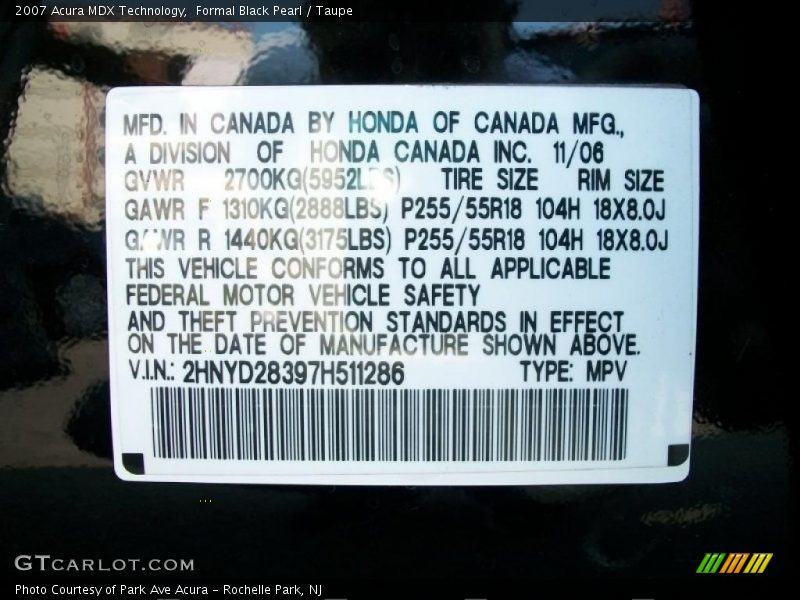 2007 Acura MDX Technology,  Formal Black Pearl / Taupe
MFD. IN CANADA BY HONDA OF CANADA MFG.,
A DIVISION OF HONDA CANADA INC. 11/06
GVWR 2700KG(5952LBS) TIRE SIZE RIM SIZE
GAWR F 1310KG(2888LBS) P255/55R18 104H 18X8.0J
GAWR R 1440KG(3175LBS) P255/55R18 104H 18X8.0J
THIS VEHICLE CONFORMS TO ALL APPLICABLE
FEDERAL MOTOR VEHICLE SAFETY
AND THEFT PREVENTION STANDARDS IN EFFECT
ON THE DATE OF MANUFACTURE SHOWN ABOVE.
V.I.N.: 2HNYD28397H511286 TYPE: MPV
GTCARLOT.COM
Photo Courtesy of Park Ave Acura - Rochelle Park, NJ